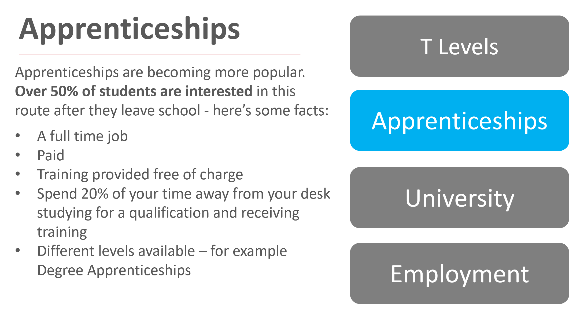 Apprenticeships
Apprenticeships are becoming more popular.
Over 50% of students are interested in this
route after they leave school - here's some facts:
• A full time job
• Paid
• Training provided free of charge
• Spend 20% of your time away from your desk
studying for a qualification and receiving
training
• Different levels available – for example
Degree Apprenticeships
T Levels
Apprenticeships
University
Employment